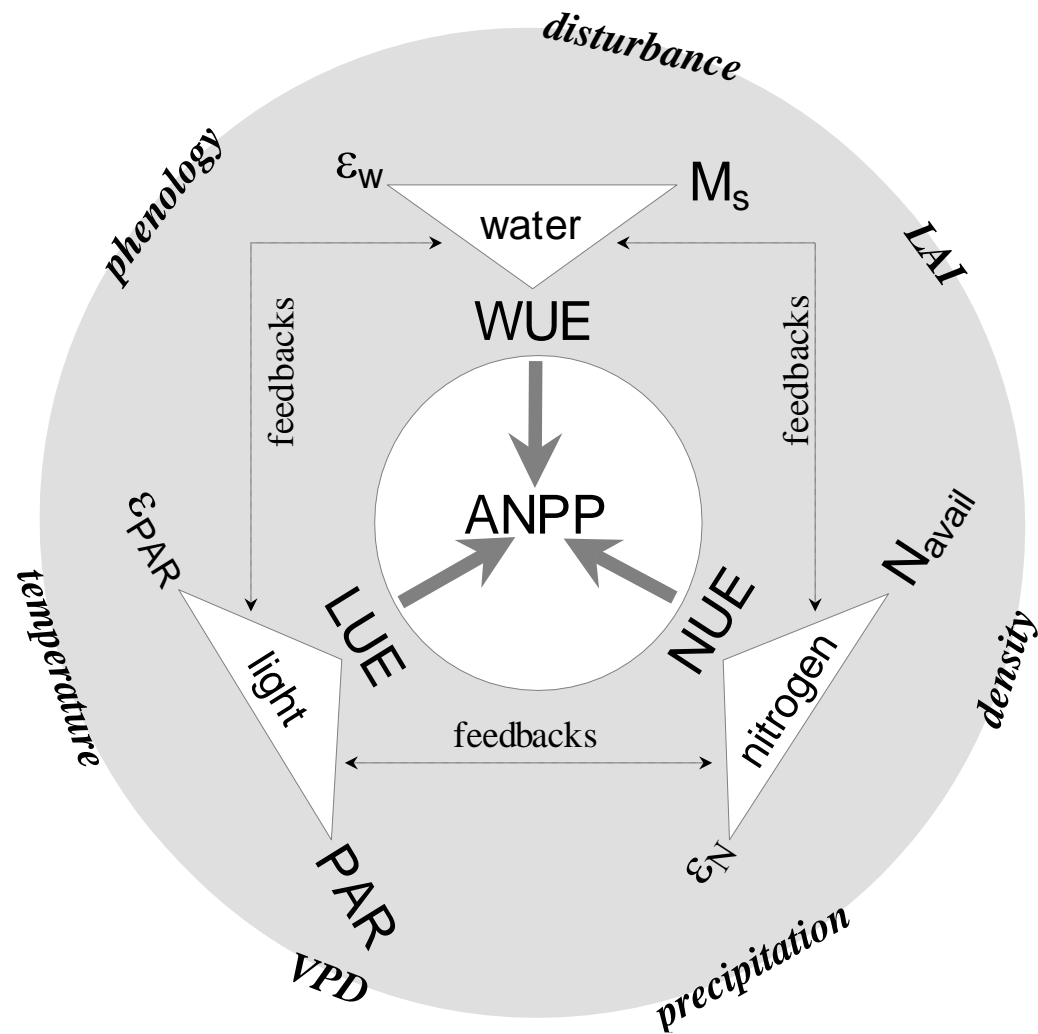 disturbance
phenology
LAI
εw
Ms
water
WUE
feedbacks
feedbacks
ANPP
εPAR
Navail
LUE
NUE
light
nitrogen
temperature
density
feedbacks
PAR
εN
VPD
precipitation